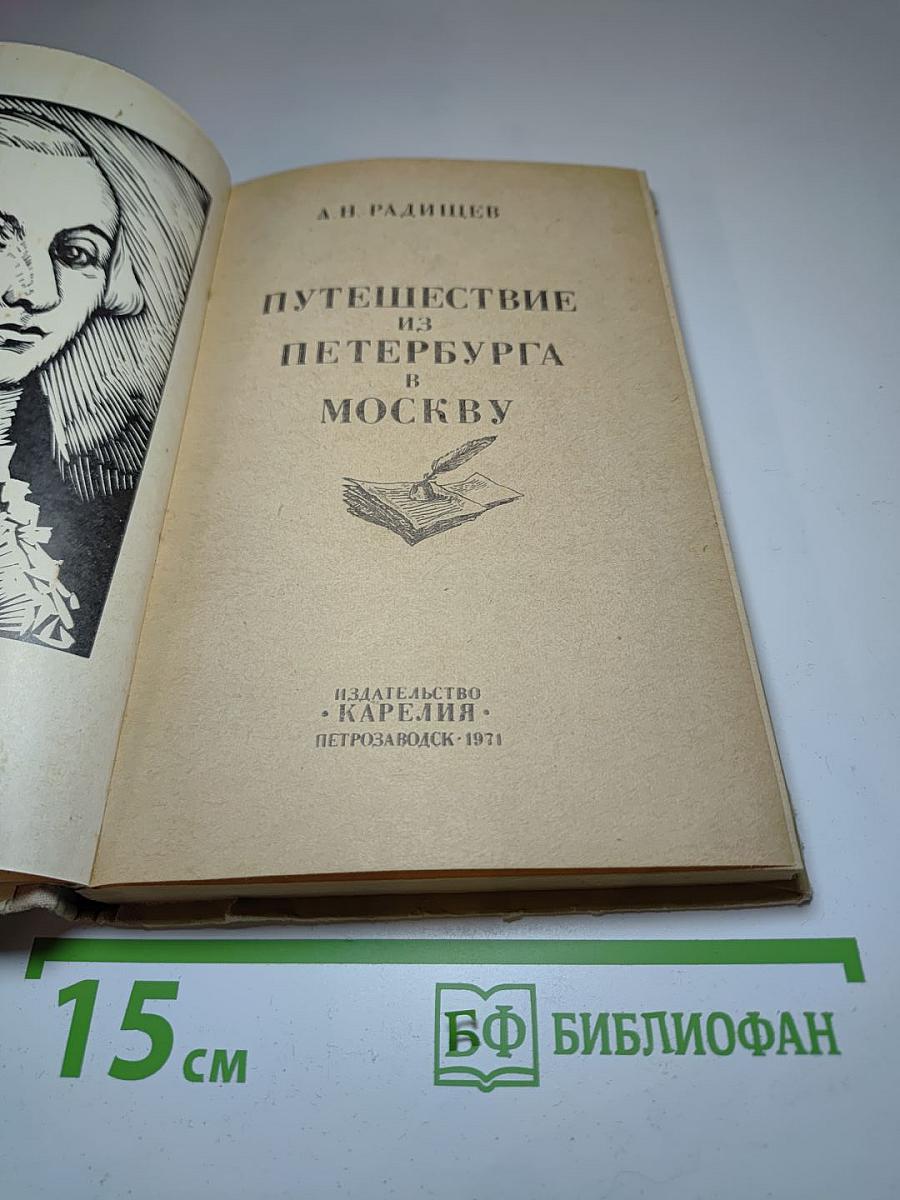 А. Н. РАДИЩЕВ
ПУТЕШЕСТВИЕ
ИЗ
ПЕТЕРБУРГА
В
МОСКВУ
ИЗДАТЕЛЬСТВО
· КАРЕЛИЯ ·
ПЕТРОЗАВОДСК · 1971
15 см
БФ БИБЛИОФАН